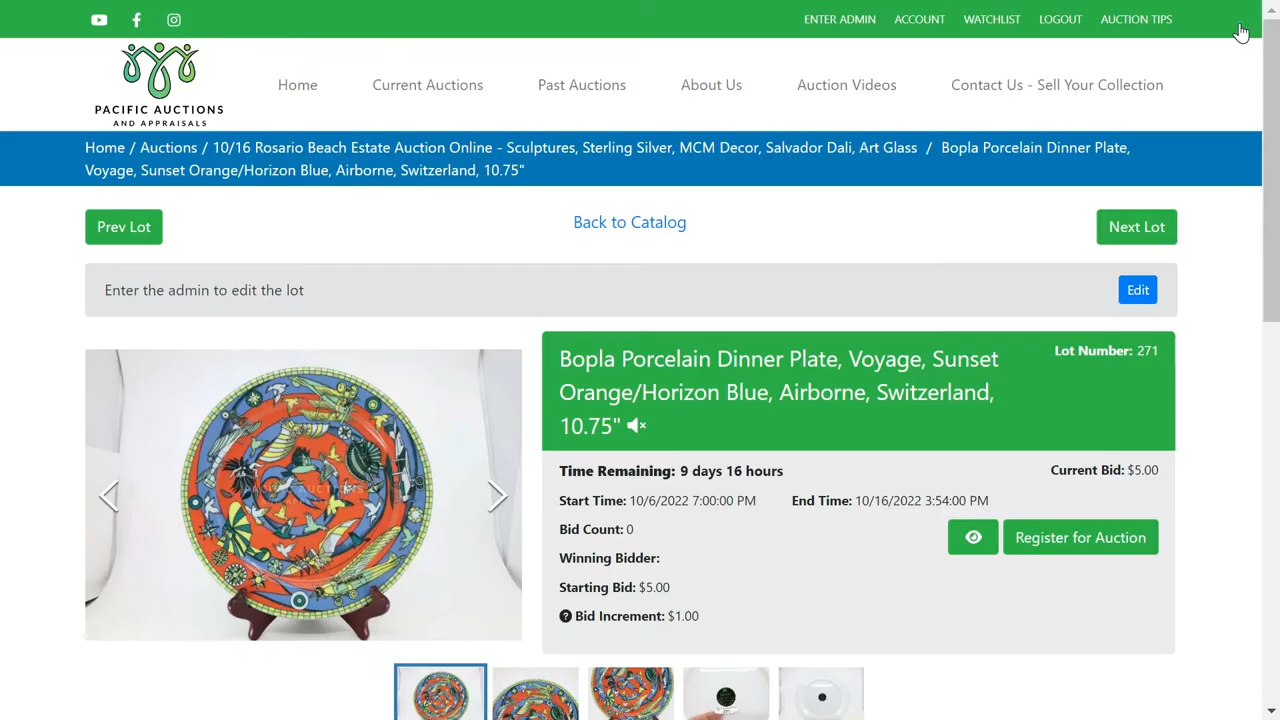 ENTER ADMIN ACCOUNT WATCHLIST LOGOUT AUCTION TIPS
PACIFIC AUCTIONS
AND APPRAISALS
Home Current Auctions Past Auctions About Us Auction Videos Contact Us - Sell Your Collection
Home / Auctions / 10/16 Rosario Beach Estate Auction Online - Sculptures, Sterling Silver, MCM Decor, Salvador Dali, Art Glass / Bopla Porcelain Dinner Plate,
Voyage, Sunset Orange/Horizon Blue, Airborne, Switzerland, 10.75"
Prev Lot Back to Catalog Next Lot
Enter the admin to edit the lot Edit
Bopla Porcelain Dinner Plate, Voyage, Sunset
Orange/Horizon Blue, Airborne, Switzerland,
10.75"
Lot Number: 271
Time Remaining: 9 days 16 hours Current Bid: $5.00
Start Time: 10/6/2022 7:00:00 PM End Time: 10/16/2022 3:54:00 PM
Bid Count: 0
Register for Auction
Winning Bidder:
Starting Bid: $5.00
Bid Increment: $1.00
PACIFIC AUCTIONS